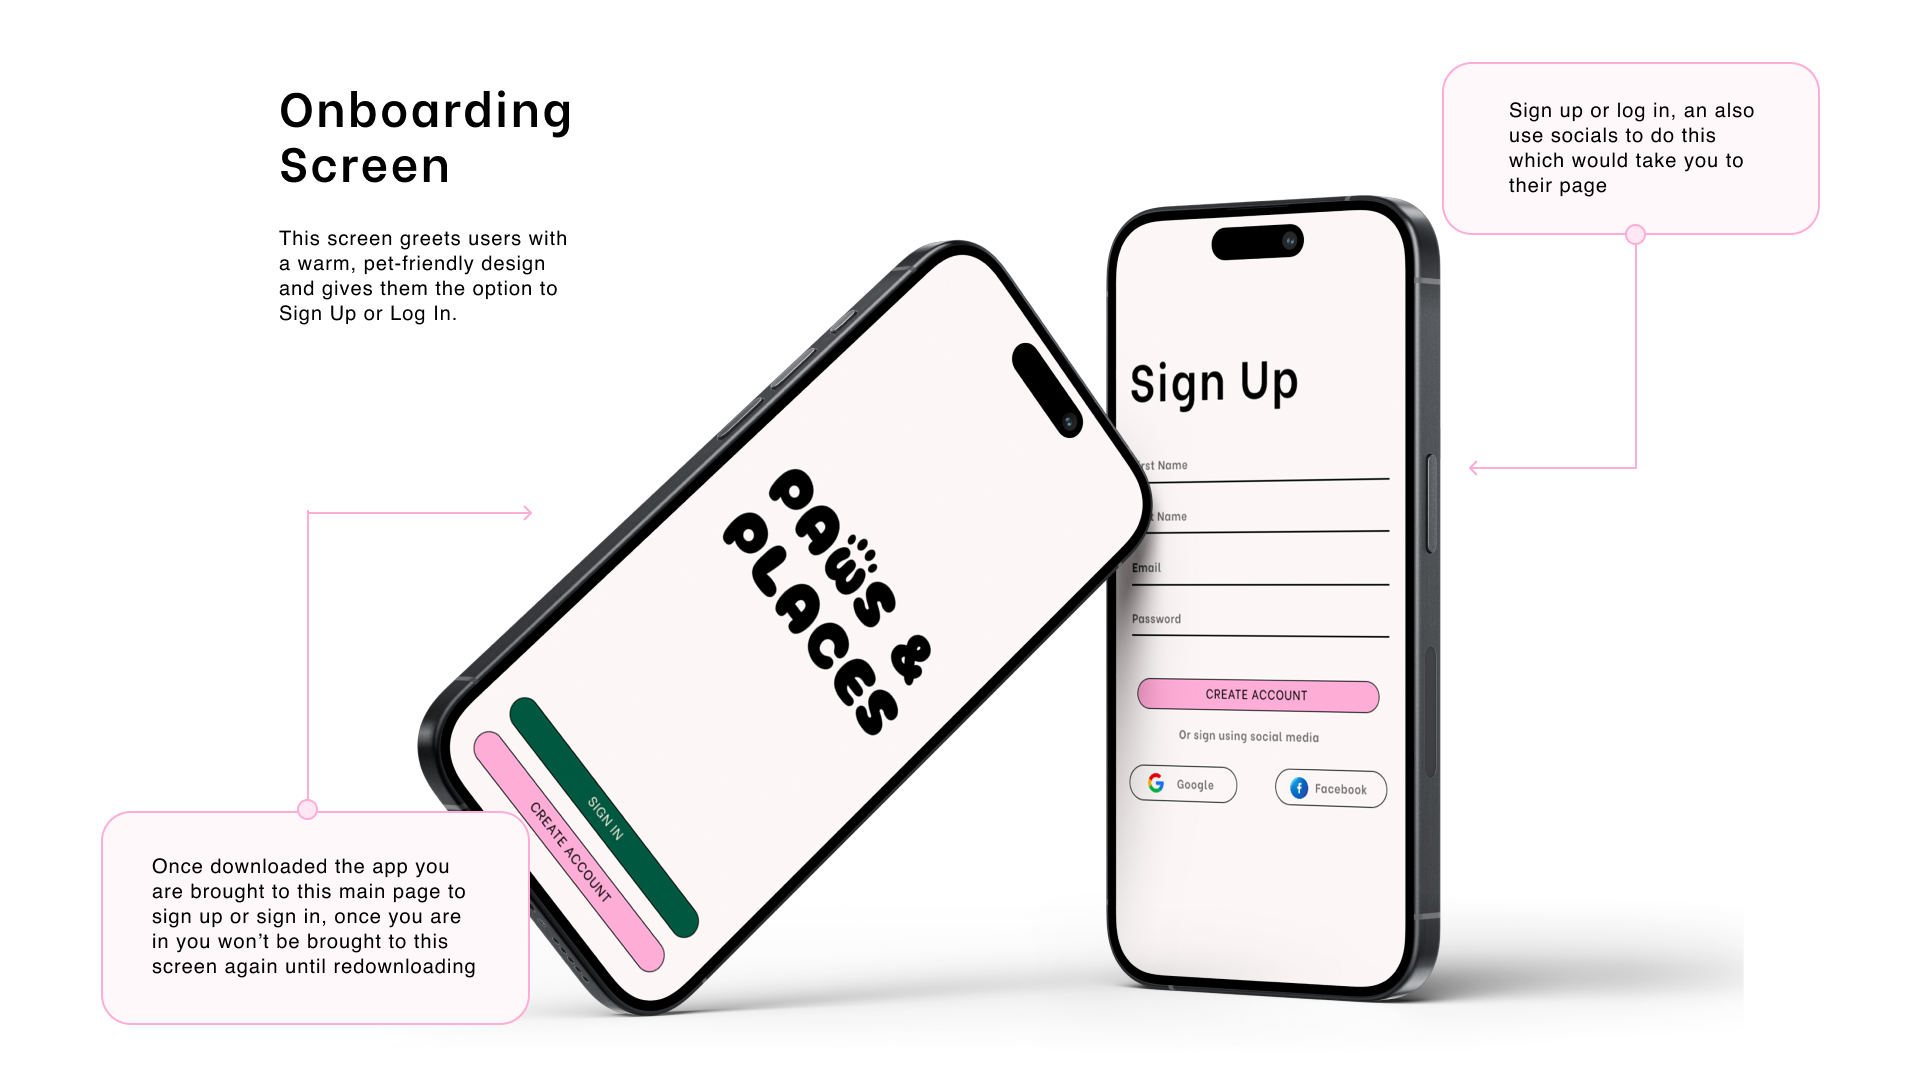 Onboarding
Screen
This screen greets users with
a warm, pet-friendly design
and gives them the option to
Sign Up or Log In.
Sign up or log in, an also
use socials to do this
which would take you to
their page
PAWS &
PLACES
SIGN IN
CREATE ACCOUNT
Sign Up
rst Name
t Name
Email
Password
CREATE ACCOUNT
Or sign using social media
Google
Facebook
Once downloaded the app you
are brought to this main page to
sign up or sign in, once you are
in you won’t be brought to this
screen again until redownloading